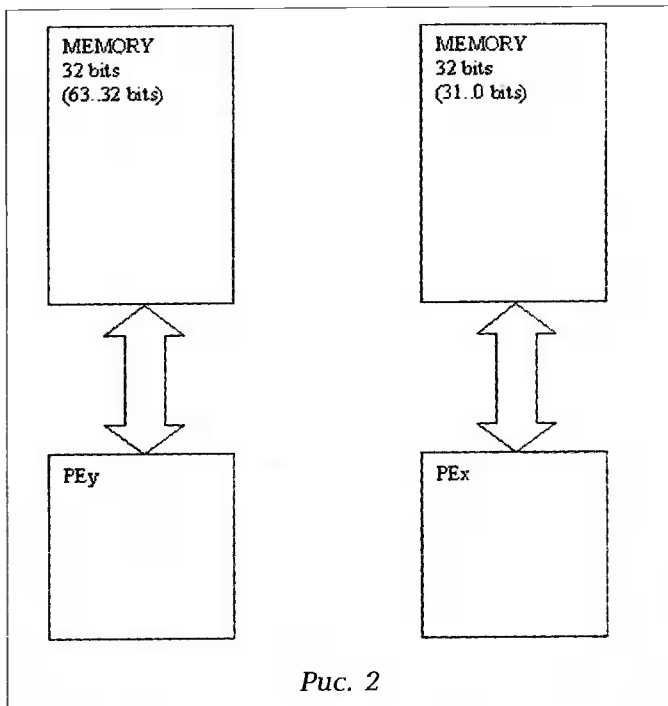 MEMORY
32 bits
(63..32 bits)
MEMORY
32 bits
(31..0 bits)
PEy
PEx
Рис. 2